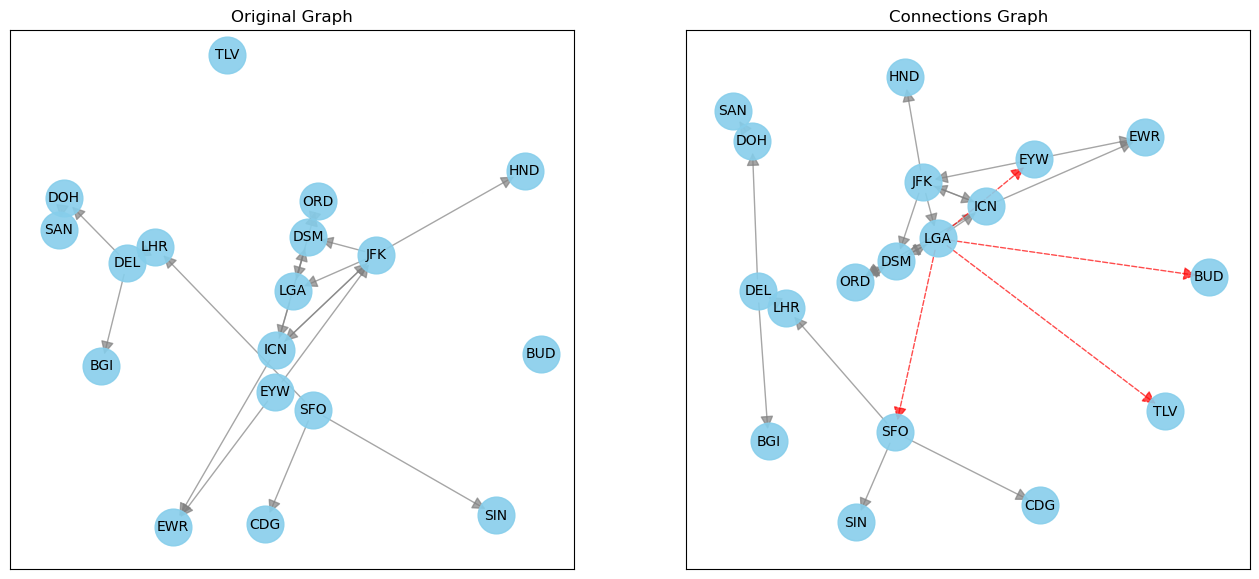 Original Graph
TLV
HND
DOH
ORD
SAN
DSM
LHR
JFK
DEL
LGA
ICN
BUD
BGI
EYW
SFO
SIN
CDG
EWR
Connections Graph
HND
SAN
EWR
DOH
EYW
JFK
ICN
LGA
DSM
BUD
ORD
DEL
LHR
TLV
SFO
BGI
CDG
SIN